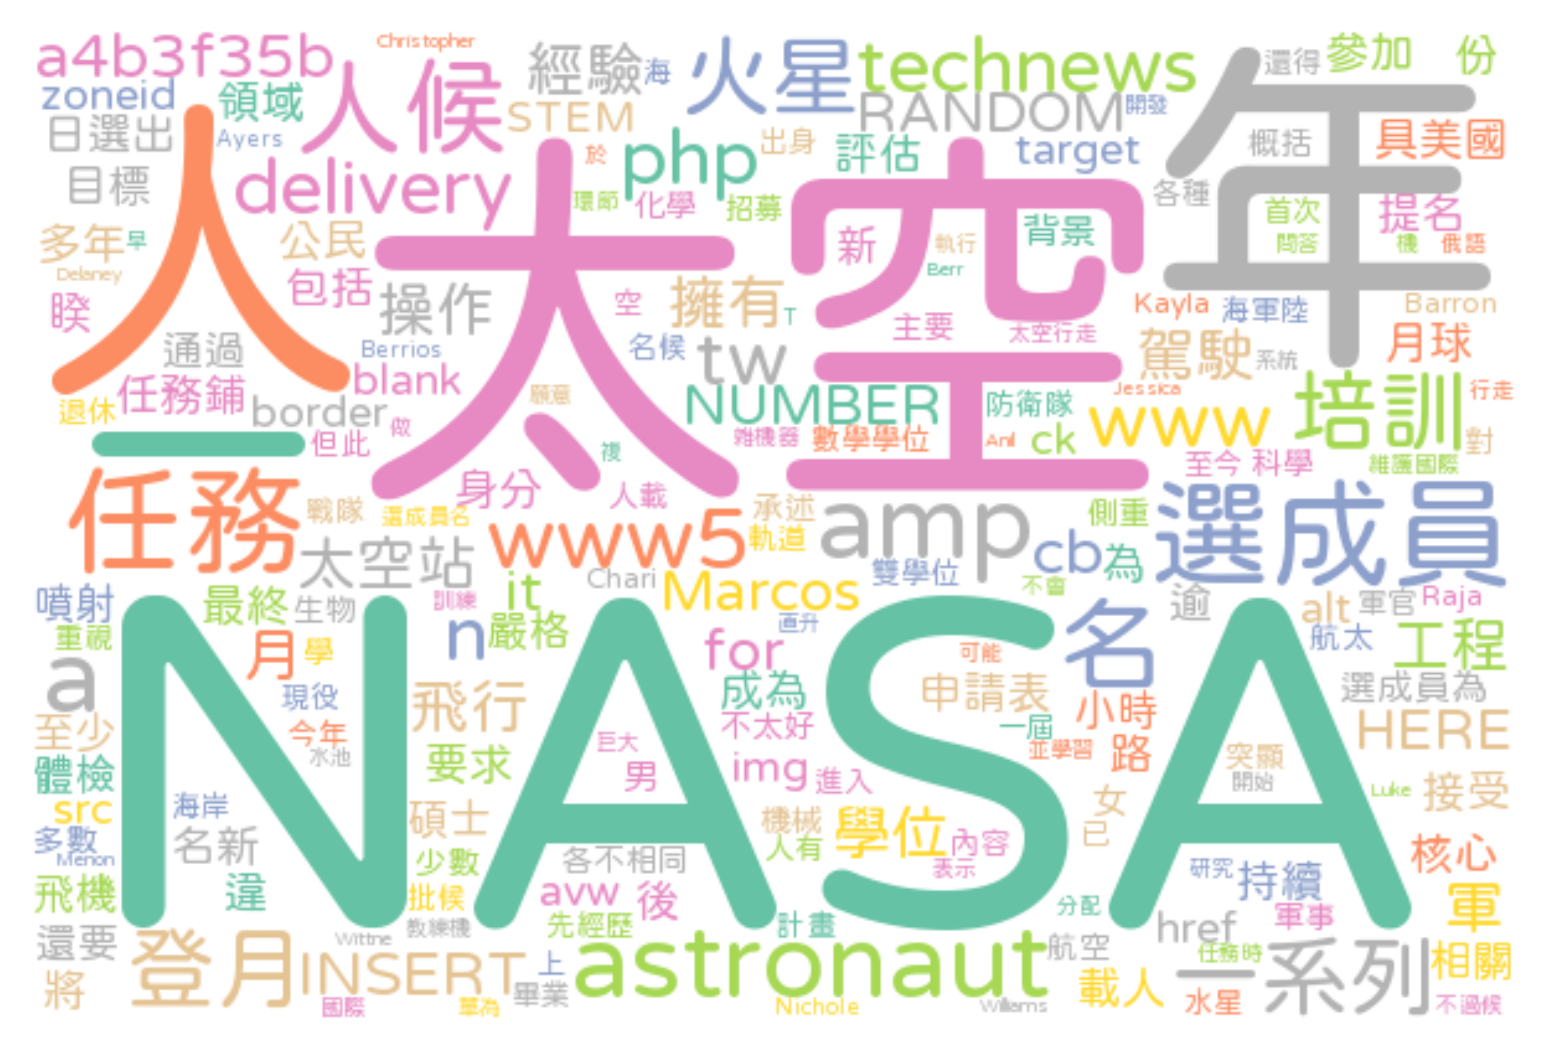 a4b3f35b Christopher 經驗 海 火星 technews 還得 參加 份
zoneid 領域 人候 STEM RANDOM 開發 年
日選出 Ayers 於 php 出身 評估 target 概括 具美國
目標 人 delivery 太 環節 化學 招募 空 各種 首次 提名
多年 早 公民 新 執行 背景 問答 機 俄語
Delaney 包括 操作 擁有 Berr
睽 空 T 主要 太空行走 Kayla 海軍陸 Barron
通過 Berrios 名候 tw 駕駛 系統 月球
任務鋪 blank 願意 NUMBER 防衛隊 Jessica 培訓 行走
退休 border 做 雜機器 數學學位 Anil ck www 對
一 但此 複 至今 科學 維護國際
任務 身分 人載 承述 amp 側重 選成員
戰隊 選成員名 www5 軌道
太空站 cb 為
噴射 最終 生物 訓練 it Chari Marcos 雙學位 不會 逾 alt 軍官 Raja
重視 月 學 n 嚴格 for 直升 名 航太 工程
a NASA 現役 飛行 成為 可能 申請表 小時 選成員為
至少 今年 水池 要求 巨大 不太好 一屆 並學習 路 突顯 HERE
體檢 男 img 進入 開始 Luke 接受
src 海岸 碩士 機械 學位 女
多數 名新 少數 各不相同 人有 內容 已 核心
Menon 表示 研究
飛機 違 批候 avw 後 分配 持續 軍
還要 Wittne 教練機 先經歷 計畫 href 軍事
登月 INSERT 上 astronaut 航空 任務時 一系列 相關
將 國際 華為 畢業 Nichole Williams 載人 水星 不過候